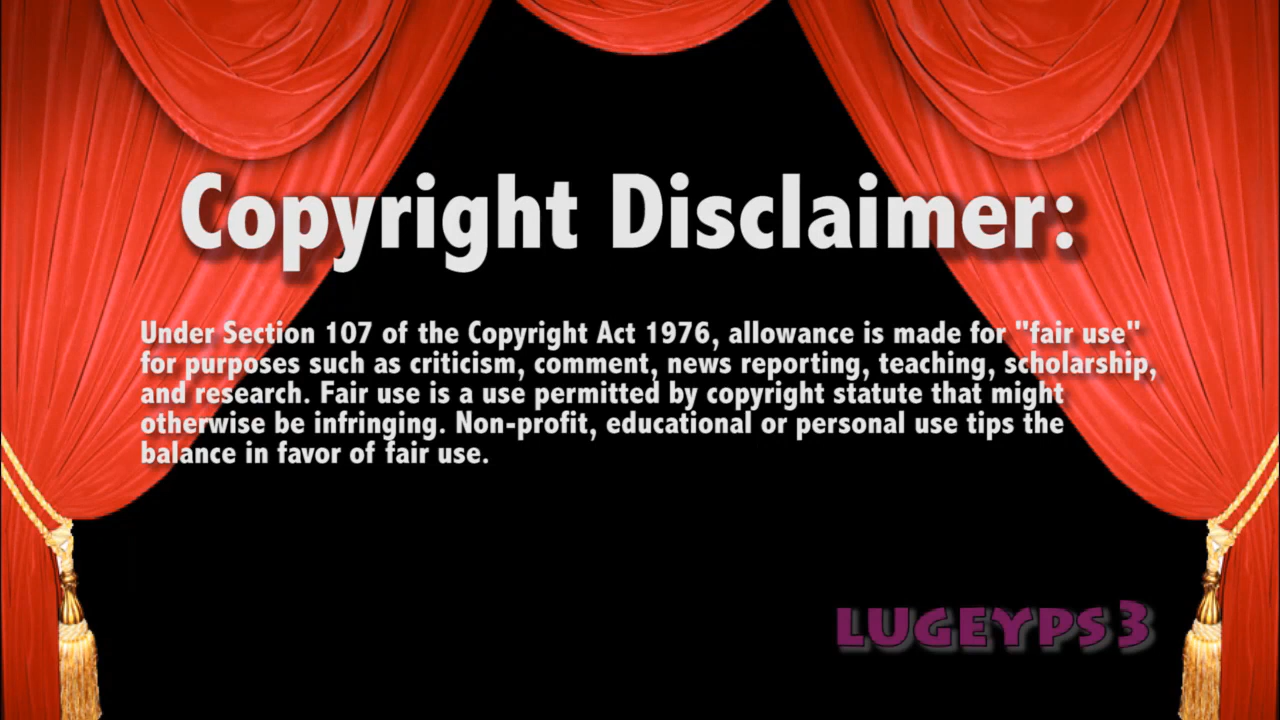 Copyright Disclaimer:
Under Section 107 of the Copyright Act 1976, allowance is made for "fair use"
for purposes such as criticism, comment, news reporting, teaching, scholarship,
and research. Fair use is a use permitted by copyright statute that might
otherwise be infringing. Non-profit, educational or personal use tips the
balance in favor of fair use.
LUGEYPS3